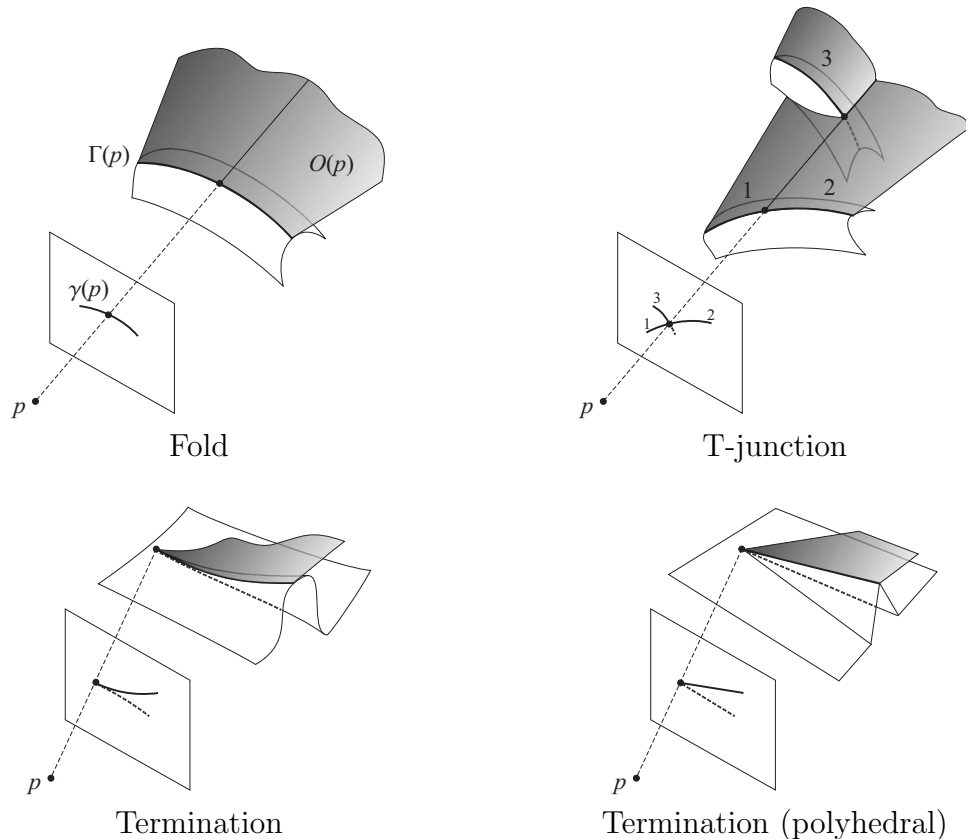 Γ(p)
O(p)
γ(p)
p
Fold
3
1
2
3
1
2
p
T-junction
p
Termination
p
Termination (polyhedral)